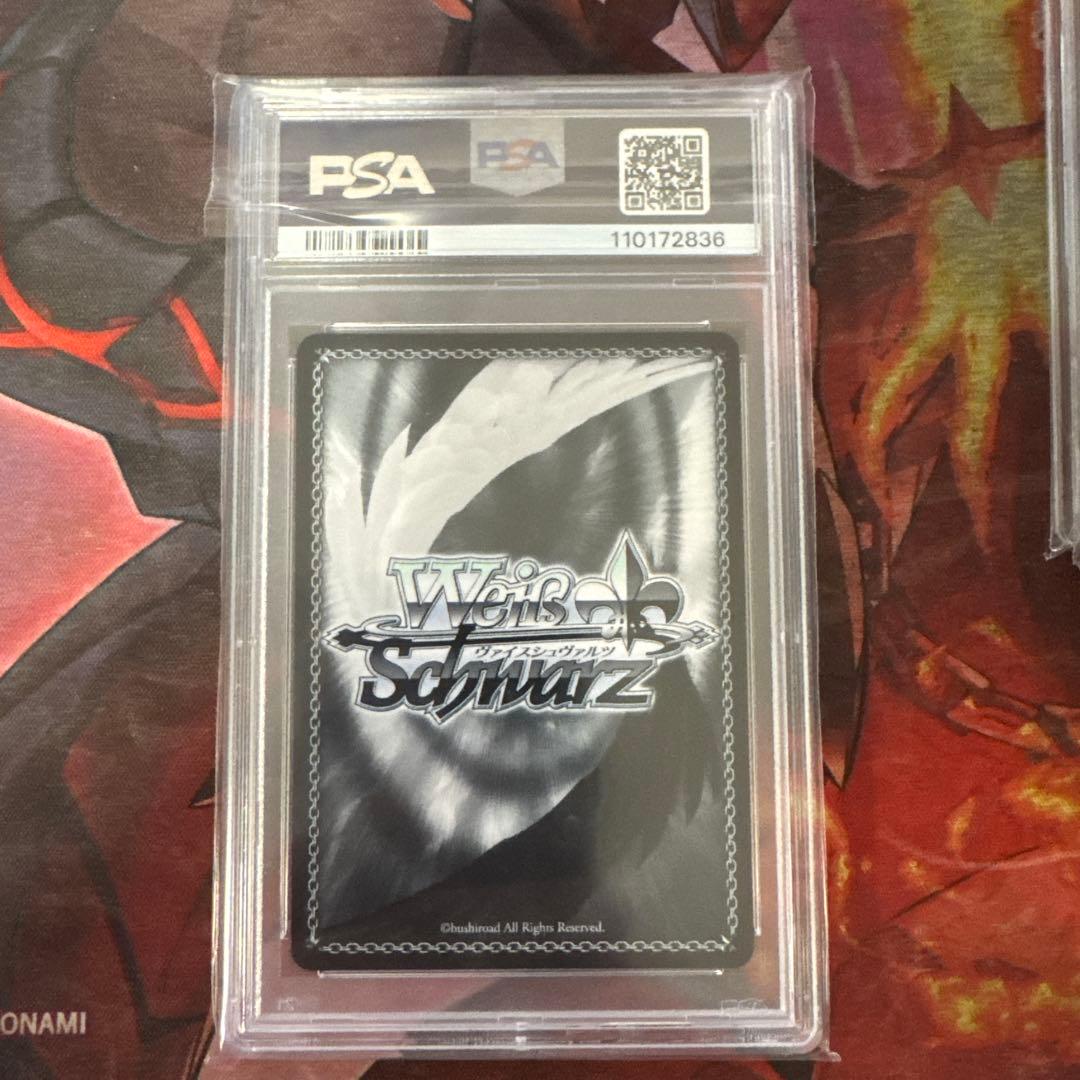 PSA
PSA
110172836
Weiß
ヴァイスシュヴァルツ
Schwarz
©bushiroad All Rights Reserved.
ONAMI